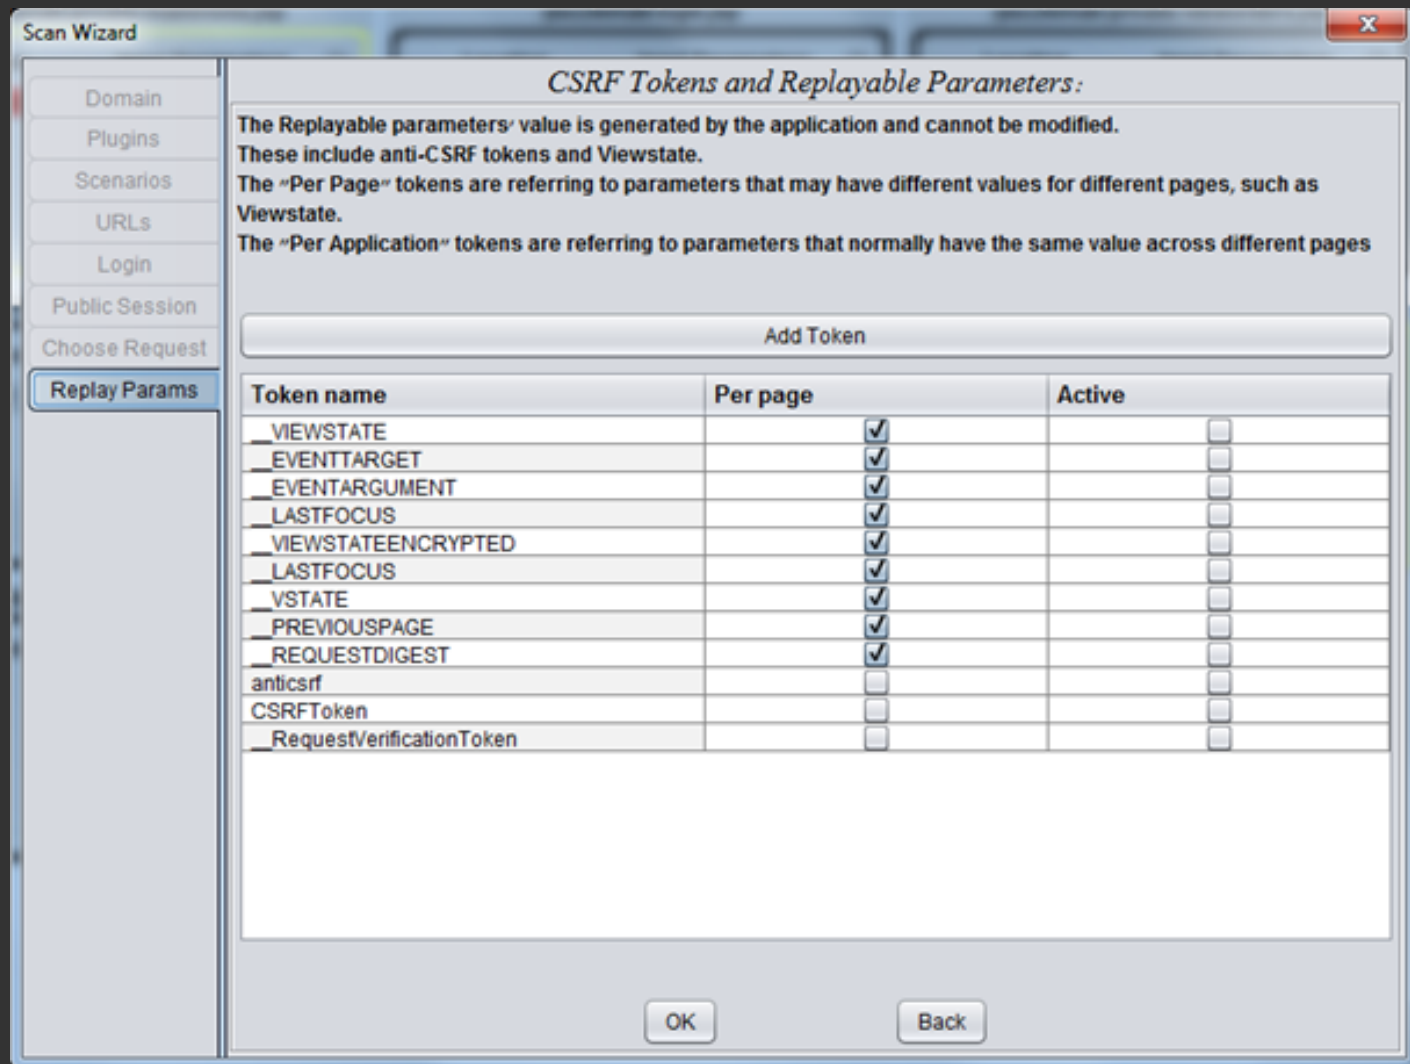 Scan Wizard
Domain
Plugins
Scenarios
URLs
Login
Public Session
Choose Request
Replay Params
CSRF Tokens and Replayable Parameters:
The Replayable parameters' value is generated by the application and cannot be modified.
These include anti-CSRF tokens and Viewstate.
The "Per Page" tokens are referring to parameters that may have different values for different pages, such as
Viewstate.
The "Per Application" tokens are referring to parameters that normally have the same value across different pages
Add Token
Token name Per page Active
__VIEWSTATE
__EVENTTARGET
__EVENTARGUMENT
__LASTFOCUS
__VIEWSTATEENCRYPTED
__LASTFOCUS
__VSTATE
__PREVIOUSPAGE
__REQUESTDIGEST
anticsrf
CSRFToken
__RequestVerificationToken
OK Back